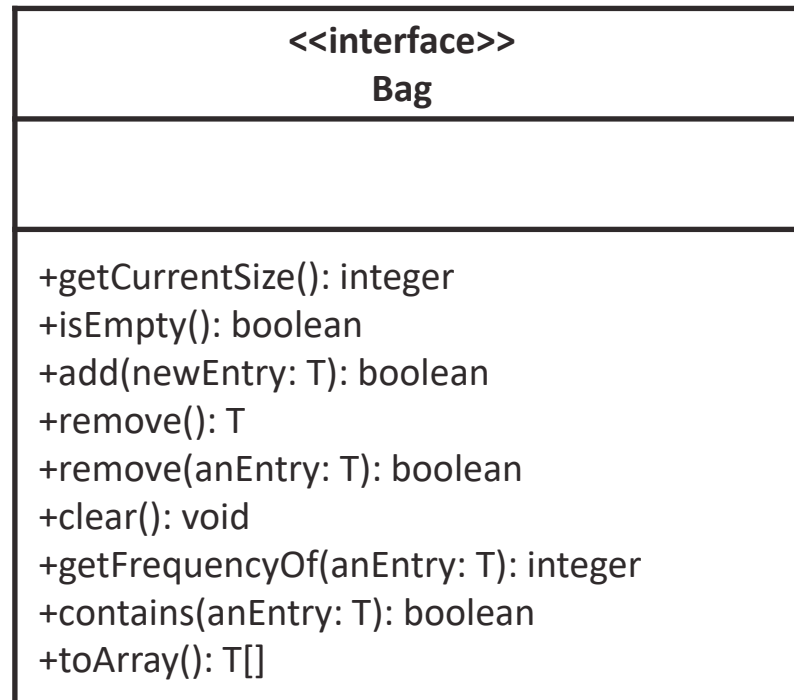 <<interface>>
Bag
+getCurrentSize(): integer
+isEmpty(): boolean
+add(newEntry: T): boolean
+remove(): T
+remove(anEntry: T): boolean
+clear(): void
+getFrequencyOf(anEntry: T): integer
+contains(anEntry: T): boolean
+toArray(): T[]